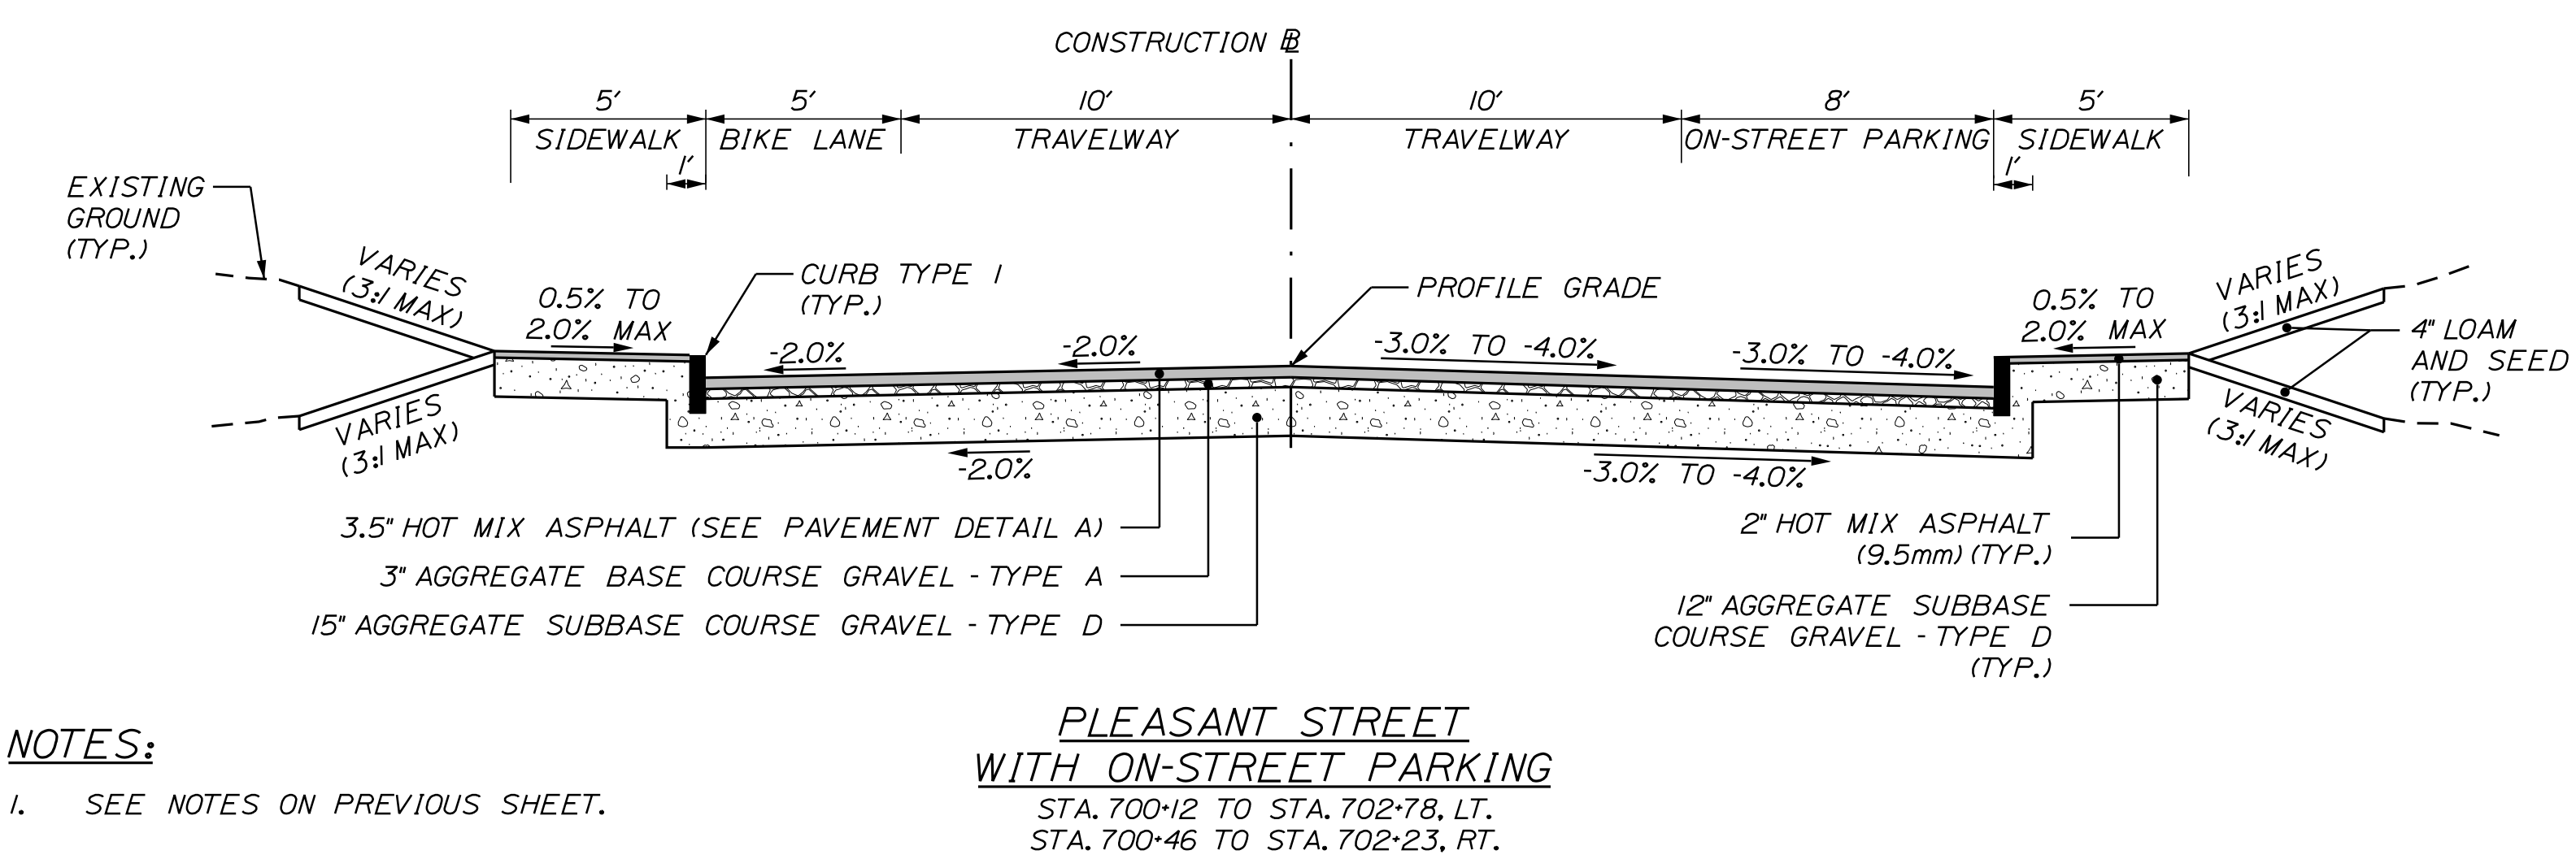 CONSTRUCTION BL
5' 5' 10' 10' 8' 5'
SIDEWALK BIKE LANE TRAVELWAY TRAVELWAY ON-STREET PARKING SIDEWALK
1' 1'
EXISTING
GROUND
(TYP.)
VARIES
(3:1 MAX)
0.5% TO
2.0% MAX
CURB TYPE 1
(TYP.)
PROFILE GRADE
0.5% TO
2.0% MAX
VARIES
(3:1 MAX)
-2.0% -2.0% -3.0% TO -4.0% -3.0% TO -4.0%
4" LOAM
AND SEED
(TYP.)
VARIES
(3:1 MAX)
-2.0% -3.0% TO -4.0%
VARIES
(3:1 MAX)
3.5" HOT MIX ASPHALT (SEE PAVEMENT DETAIL A)
3" AGGREGATE BASE COURSE GRAVEL - TYPE A
15" AGGREGATE SUBBASE COURSE GRAVEL - TYPE D
2" HOT MIX ASPHALT
(9.5mm) (TYP.)
12" AGGREGATE SUBBASE
COURSE GRAVEL - TYPE D
(TYP.)
PLEASANT STREET
WITH ON-STREET PARKING
STA. 700+12 TO STA. 702+78, LT.
STA. 700+46 TO STA. 702+23, RT.
NOTES:
1. SEE NOTES ON PREVIOUS SHEET.